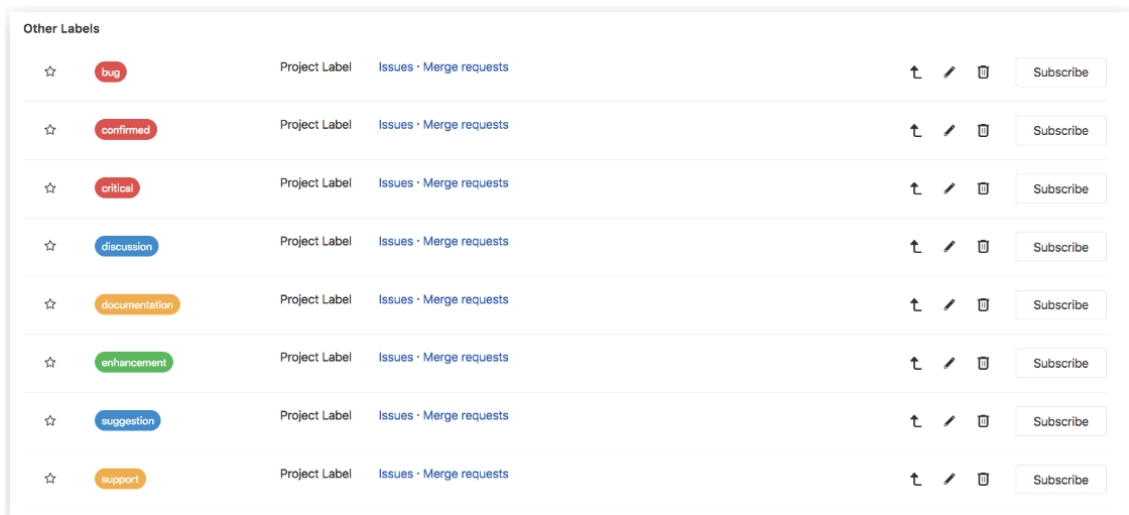 Other Labels
bug Project Label Issues · Merge requests Subscribe
confirmed Project Label Issues · Merge requests Subscribe
critical Project Label Issues · Merge requests Subscribe
discussion Project Label Issues · Merge requests Subscribe
documentation Project Label Issues · Merge requests Subscribe
enhancement Project Label Issues · Merge requests Subscribe
suggestion Project Label Issues · Merge requests Subscribe
support Project Label Issues · Merge requests Subscribe